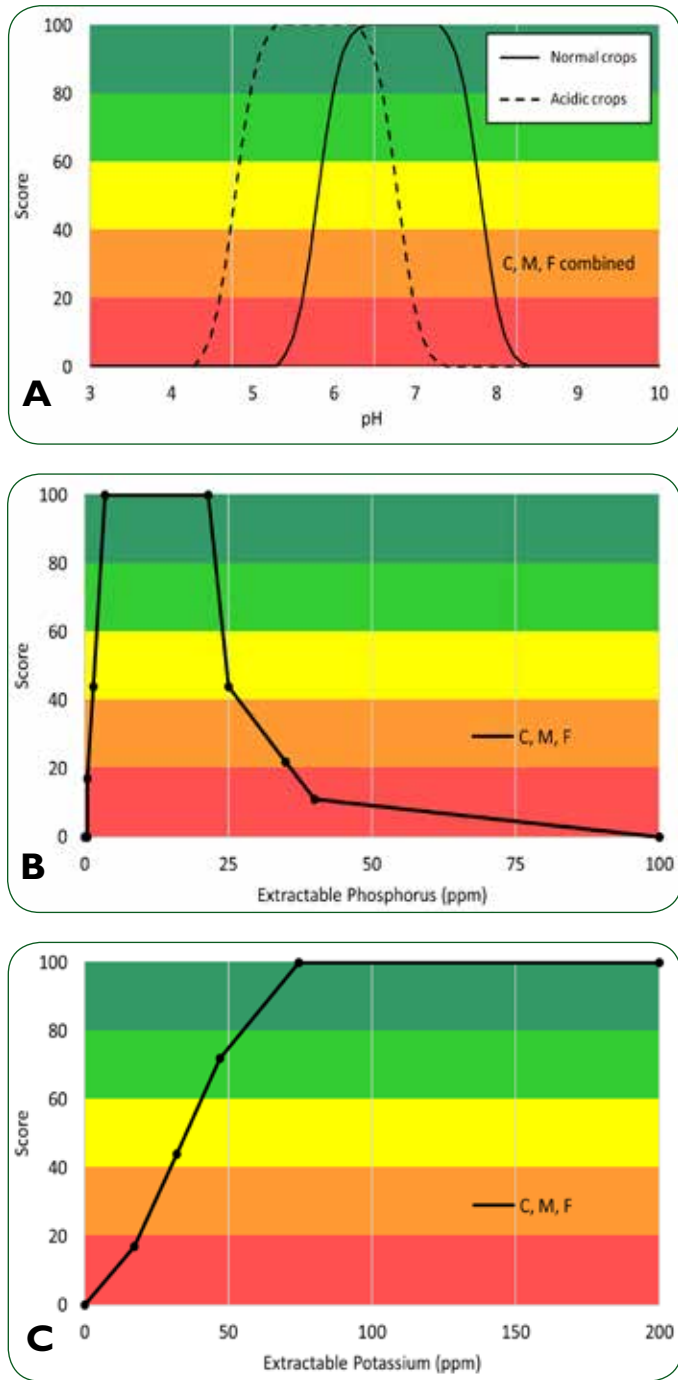 100
80
60
40
20
0
Score
Normal crops
Acidic crops
C, M, F combined
3 4 5 6 7 8 9 10
pH
A
100
80
60
40
20
0
Score
C, M, F
0 25 50 75 100
Extractable Phosphorus (ppm)
B
100
80
60
40
20
0
Score
C, M, F
0 50 100 150 200
Extractable Potassium (ppm)
C